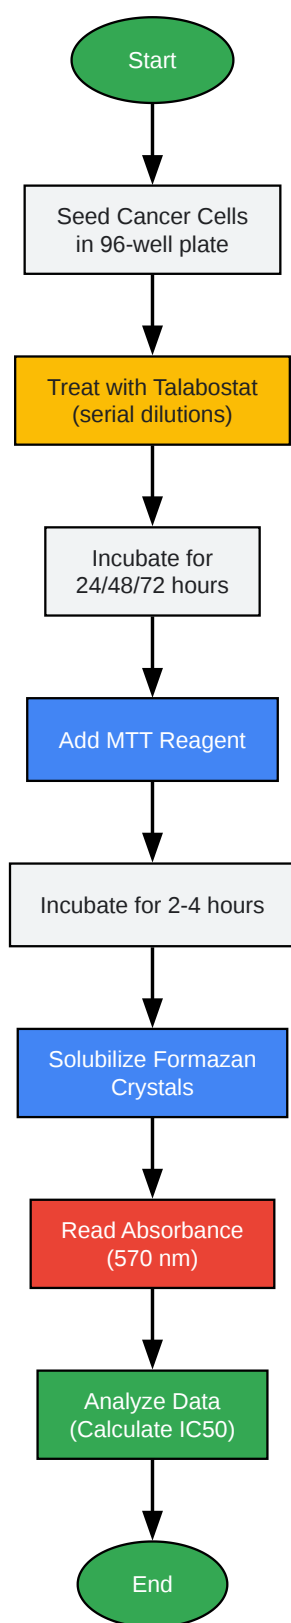 Start
Seed Cancer Cells
in 96-well plate
Treat with Talabostat
(serial dilutions)
Incubate for
24/48/72 hours
Add MTT Reagent
Incubate for 2-4 hours
Solubilize Formazan
Crystals
Read Absorbance
(570 nm)
Analyze Data
(Calculate IC50)
End